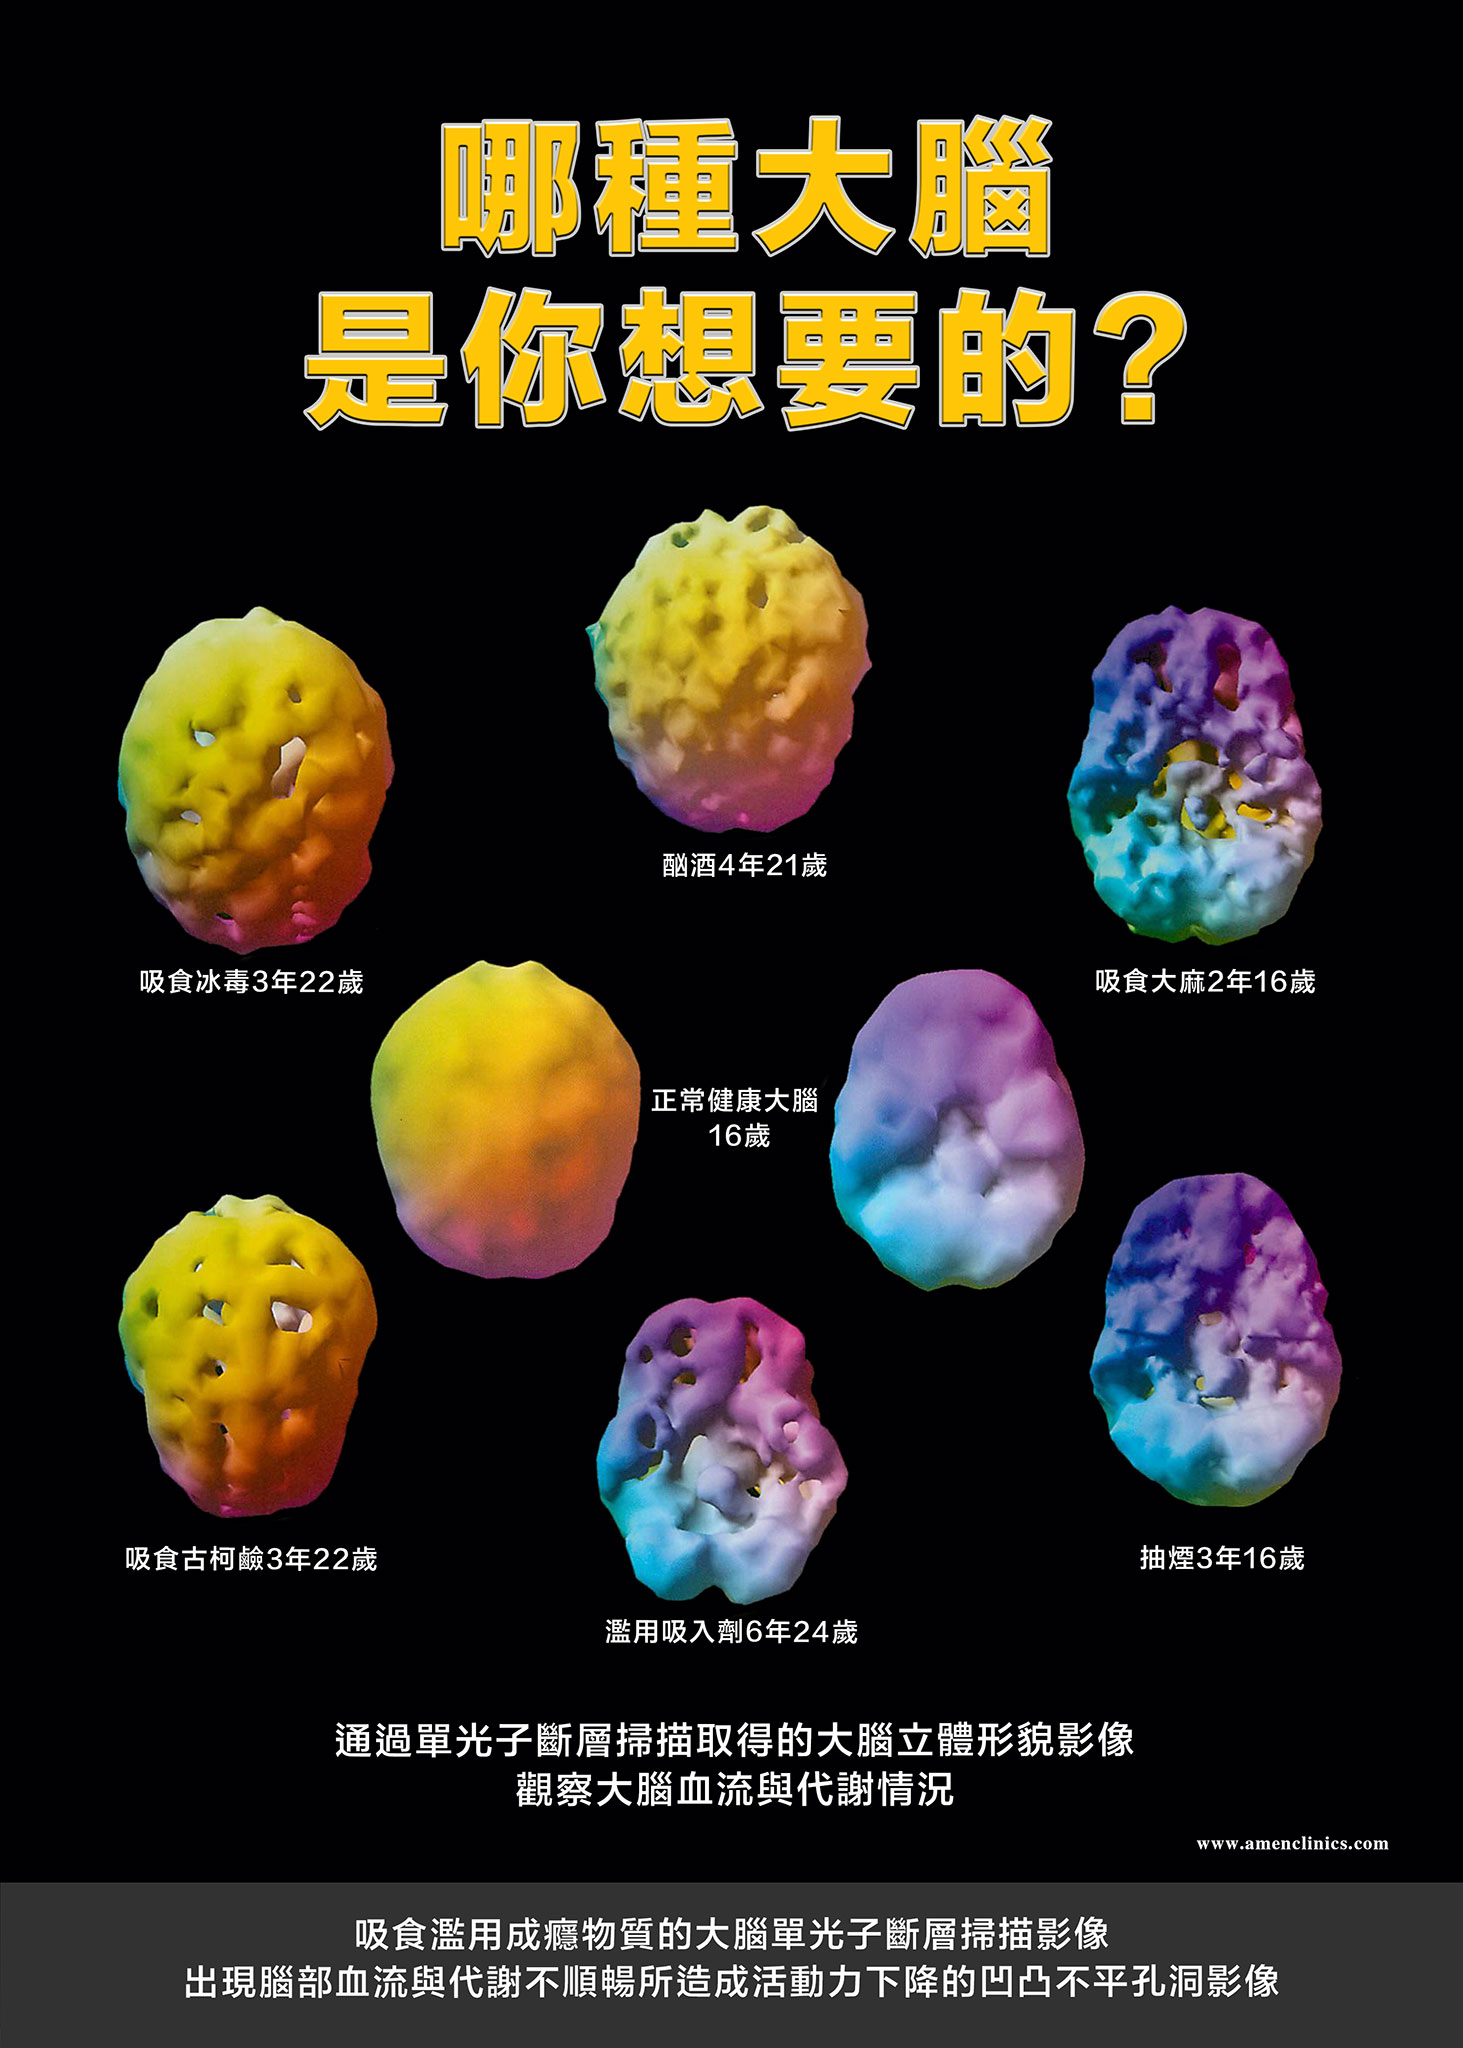 哪種大腦
是你想要的?
酗酒4年21歲
吸食冰毒3年22歲
吸食大麻2年16歲
正常健康大腦
16歲
吸食古柯鹼3年22歲
抽煙3年16歲
濫用吸入劑6年24歲
通過單光子斷層掃描取得的大腦立體形貌影像
觀察大腦血流與代謝情況
www.amenclinics.com
吸食濫用成癮物質的大腦單光子斷層掃描影像
出現腦部血流與代謝不順暢所造成活動力下降的凹凸不平孔洞影像